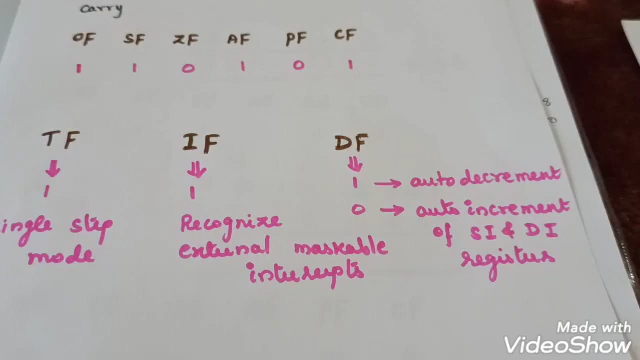 carry
OF SF ZF AF PF CF
1 1 0 1 0 1
TF IF DF
1 1 1 → auto decrement
0 → auto increment
ingle step Recognize of SI & DI
mode external maskable registers
interrupts
Made with
VideoShow